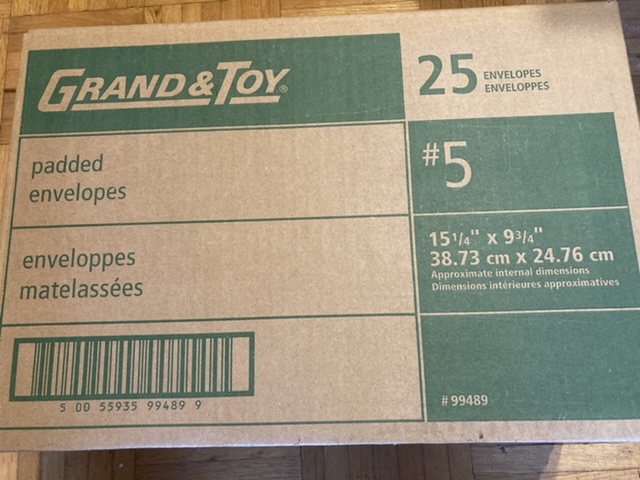 GRAND & TOY®
25 ENVELOPES
ENVELOPPES
padded
envelopes
#5
enveloppes
matelassées
15 1/4" x 9 3/4"
38.73 cm x 24.76 cm
Approximate internal dimensions
Dimensions intérieures approximatives
5 00 55935 99489 9
#99489